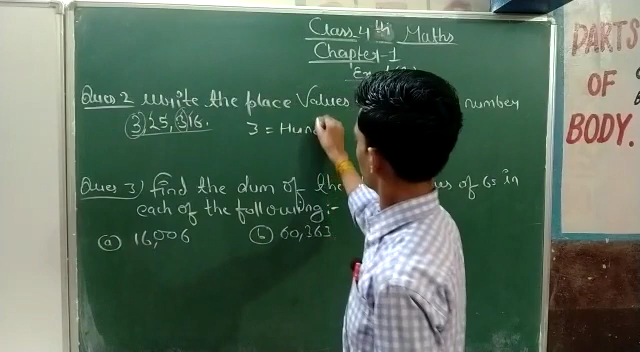 Class 4th Maths
Chapter-1
Ques 2 Write the place Values number
3,25,316. 3 = Hun
Ques 3) Find the sum of the of 6s in
each of the following:-
(a) 16,006 (b) 60,363
PARTS
OF
BODY.